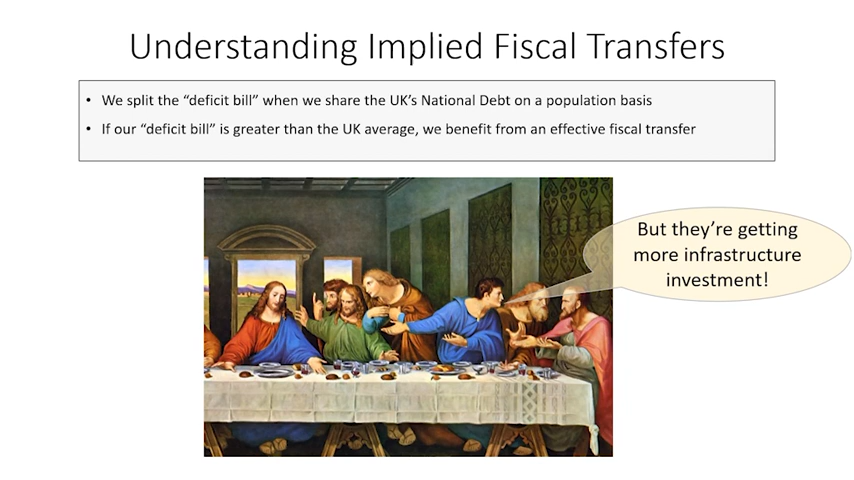 Understanding Implied Fiscal Transfers
• We split the “deficit bill” when we share the UK’s National Debt on a population basis
• If our “deficit bill” is greater than the UK average, we benefit from an effective fiscal transfer
But they’re getting
more infrastructure
investment!